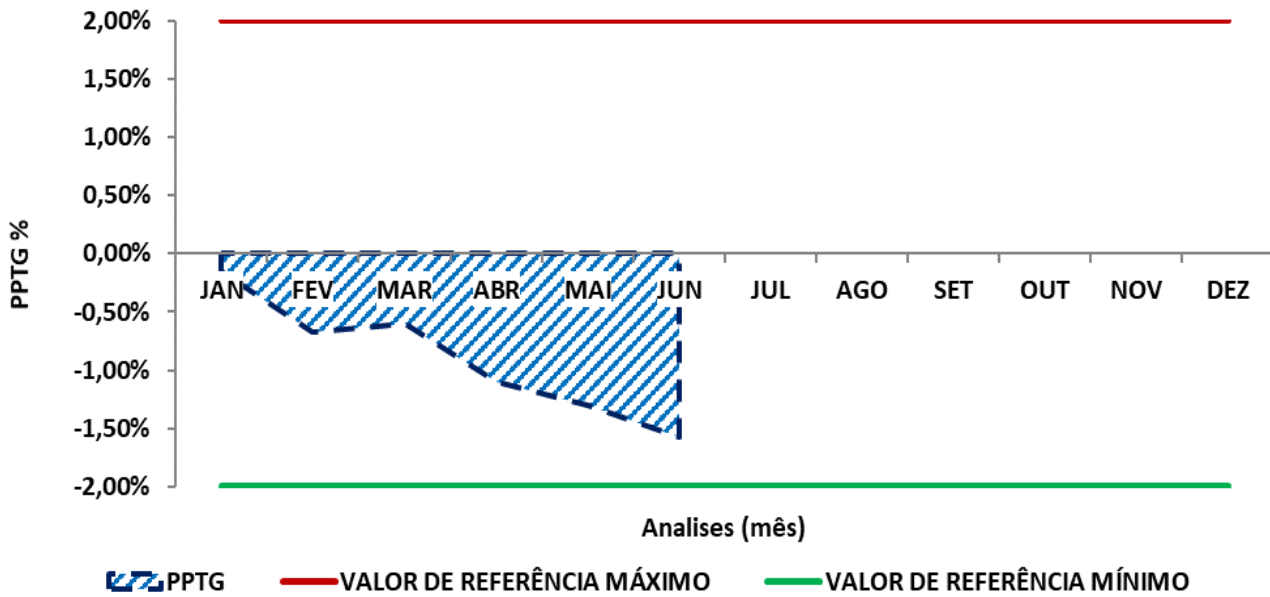 2,00%
1,50%
1,00%
0,50%
0,00%
-0,50%
-1,00%
-1,50%
-2,00%
PPTG %
JAN FEV MAR ABR MAI JUN JUL AGO SET OUT NOV DEZ
Analises (mês)
PPTG VALOR DE REFERÊNCIA MÁXIMO VALOR DE REFERÊNCIA MÍNIMO